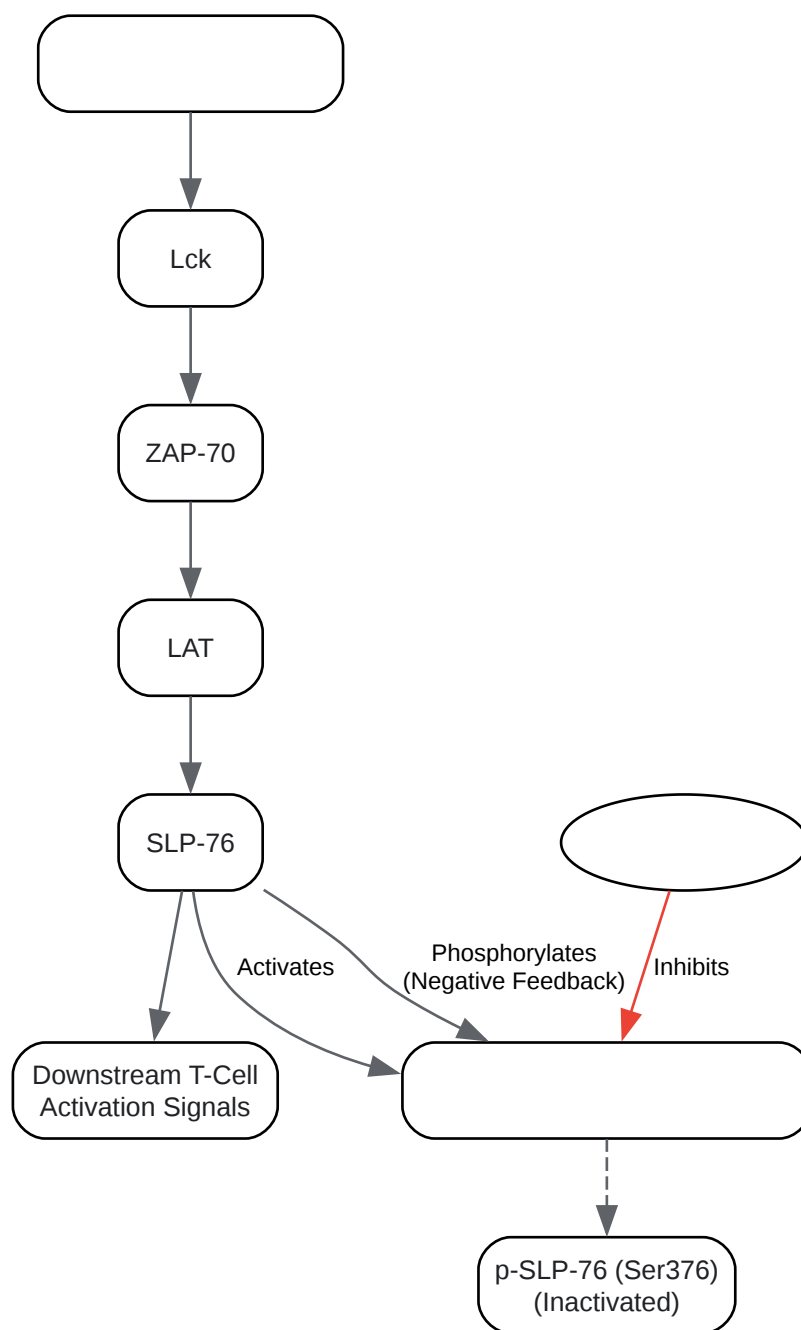 Lck
ZAP-70
LAT
SLP-76
Activates
Phosphorylates
(Negative Feedback)
Inhibits
Downstream T-Cell
Activation Signals
p-SLP-76 (Ser376)
(Inactivated)